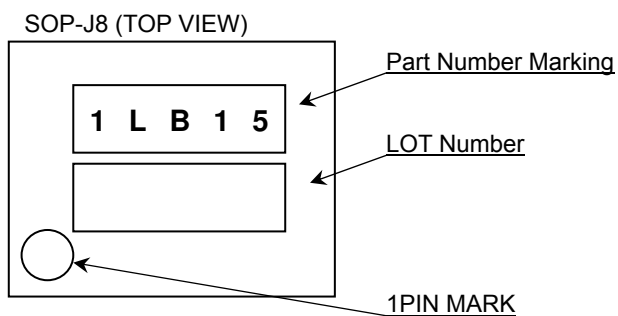 SOP-J8 (TOP VIEW)
Part Number Marking
1 L B 1 5
LOT Number
1PIN MARK